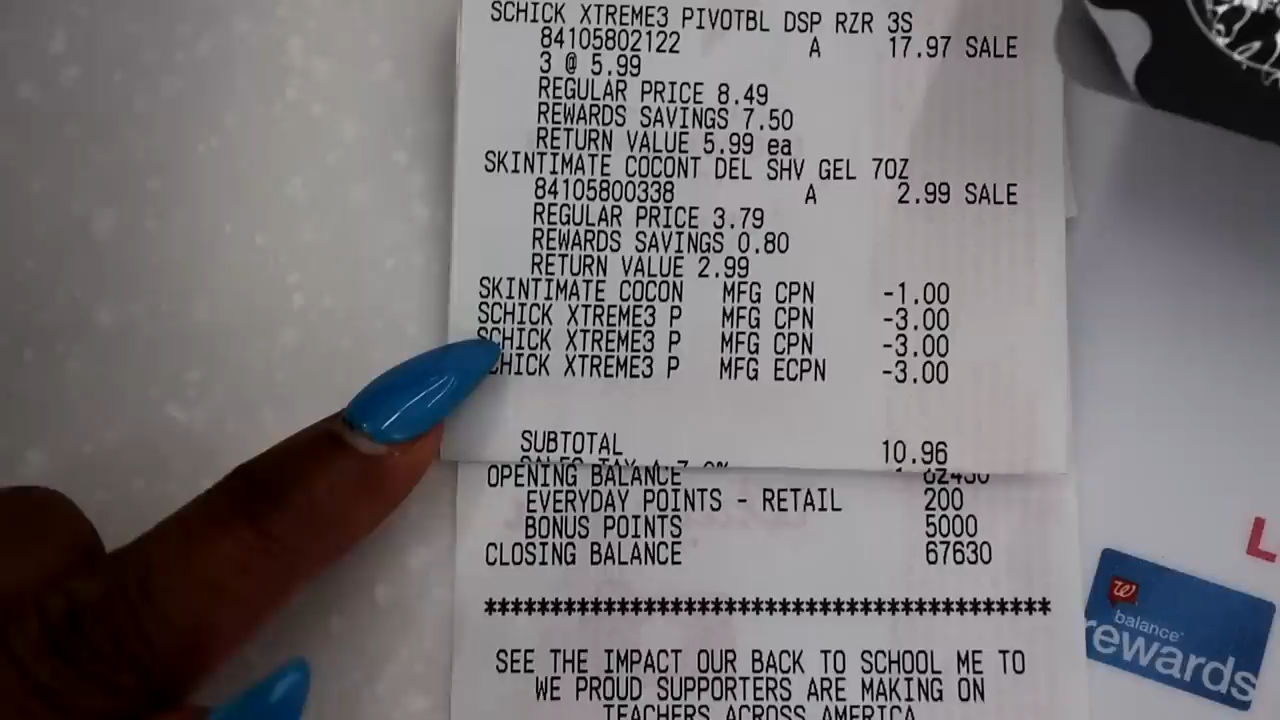 SCHICK XTREME3 PIVOTBL DSP RZR 3S
84105802122 A 17.97 SALE
3 @ 5.99
REGULAR PRICE 8.49
REWARDS SAVINGS 7.50
RETURN VALUE 5.99 ea
SKINTIMATE COCONT DEL SHV GEL 7OZ
84105800338 A 2.99 SALE
REGULAR PRICE 3.79
REWARDS SAVINGS 0.80
RETURN VALUE 2.99
SKINTIMATE COCON MFG CPN -1.00
SCHICK XTREME3 P MFG CPN -3.00
SCHICK XTREME3 P MFG CPN -3.00
SCHICK XTREME3 P MFG ECPN -3.00
SUBTOTAL 10.96
OPENING BALANCE 62430
EVERYDAY POINTS - RETAIL 200
BONUS POINTS 5000
CLOSING BALANCE 67630
****************************************
SEE THE IMPACT OUR BACK TO SCHOOL ME TO
WE PROUD SUPPORTERS ARE MAKING ON
TEACHERS ACROSS AMERICA
L
W
balance
rewards